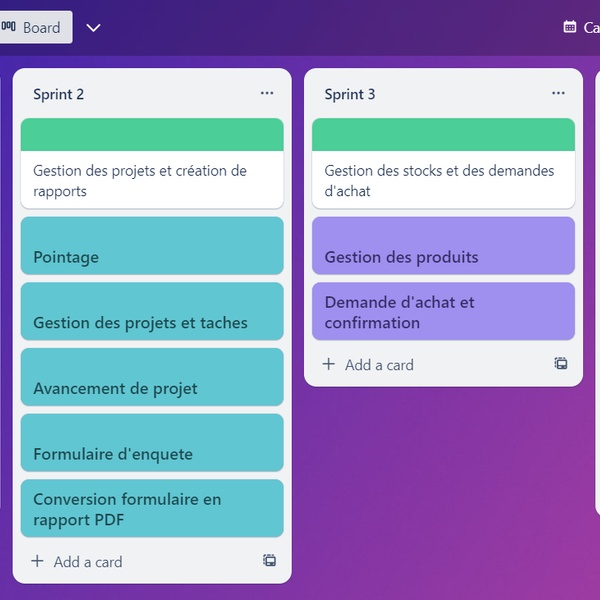 Board
Ca
Sprint 2
Gestion des projets et création de
rapports
Pointage
Gestion des projets et taches
Avancement de projet
Formulaire d'enquete
Conversion formulaire en
rapport PDF
Add a card
Sprint 3
Gestion des stocks et des demandes
d'achat
Gestion des produits
Demande d'achat et
confirmation
Add a card